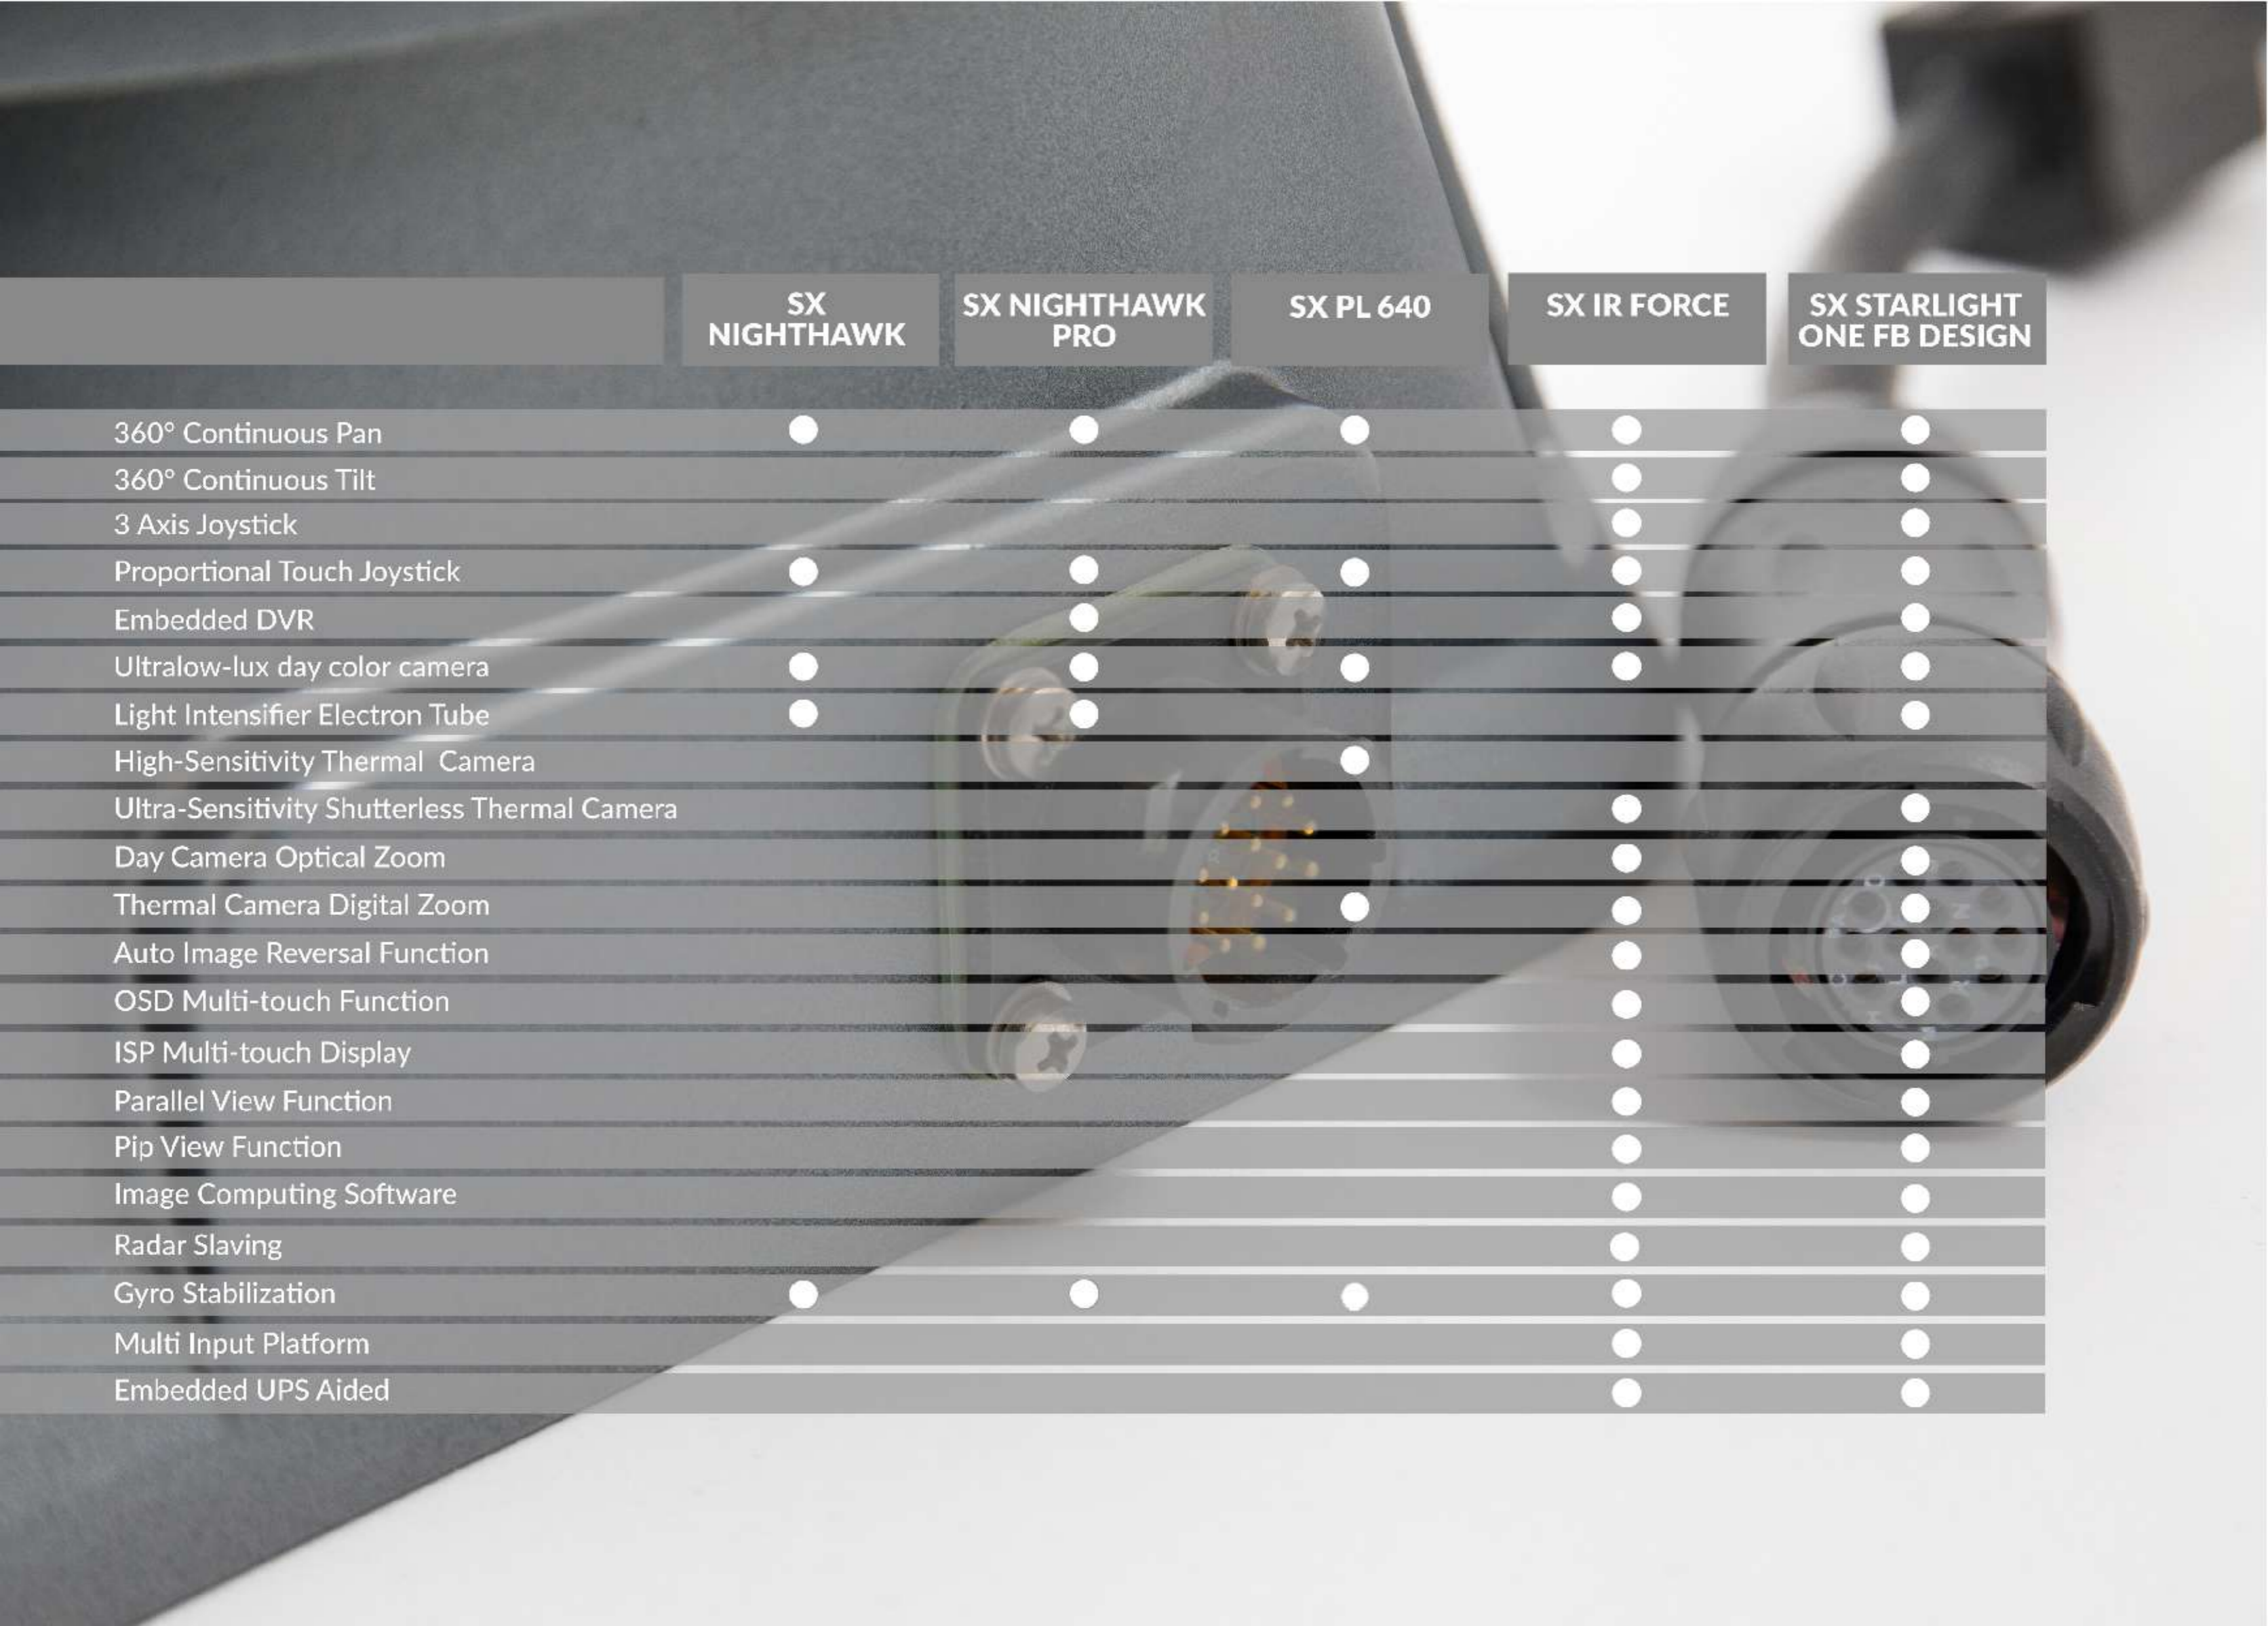 SX
NIGHTHAWK
SX NIGHTHAWK
PRO
SX PL 640
SX IR FORCE
SX STARLIGHT
ONE FB DESIGN
360° Continuous Pan
360° Continuous Tilt
3 Axis Joystick
Proportional Touch Joystick
Embedded DVR
Ultralow-lux day color camera
Light Intensifier Electron Tube
High-Sensitivity Thermal Camera
Ultra-Sensitivity Shutterless Thermal Camera
Day Camera Optical Zoom
Thermal Camera Digital Zoom
Auto Image Reversal Function
OSD Multi-touch Function
ISP Multi-touch Display
Parallel View Function
Pip View Function
Image Computing Software
Radar Slaving
Gyro Stabilization
Multi Input Platform
Embedded UPS Aided